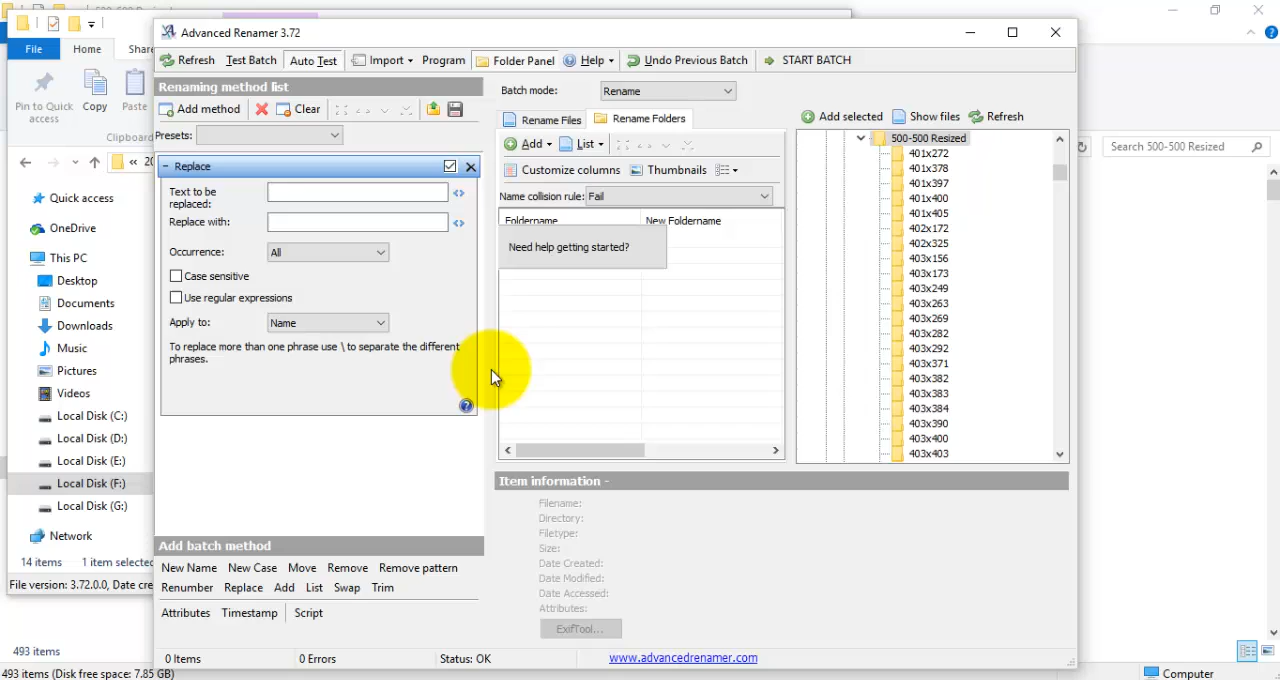 500-500 Resized
Advanced Renamer 3.72
File
Home
Share
Refresh
Test Batch
Auto Test
Import
Program
Folder Panel
Help
Undo Previous Batch
START BATCH
Pin to Quick access
Copy
Paste
Clipboard
Renaming method list
Add method
Clear
Presets:
Batch mode:
Rename
Rename Files
Rename Folders
Add
List
Customize columns
Thumbnails
Name collision rule:
Fail
Foldername
New Foldername
Need help getting started?
Replace
Text to be replaced:
Replace with:
Occurrence:
All
Case sensitive
Use regular expressions
Apply to:
Name
To replace more than one phrase use \ to separate the different
phrases.
Add selected
Show files
Refresh
500-500 Resized
401x272
401x378
401x397
401x400
401x405
402x172
402x325
403x156
403x173
403x249
403x263
403x269
403x282
403x292
403x371
403x382
403x383
403x384
403x390
403x400
403x403
Search 500-500 Resized
« 20
Quick access
OneDrive
This PC
Desktop
Documents
Downloads
Music
Pictures
Videos
Local Disk (C:)
Local Disk (D:)
Local Disk (E:)
Local Disk (F:)
Local Disk (G:)
Network
14 items
1 item selected
File version: 3.72.0.0, Date cre
Item information -
Filename:
Directory:
Filetype:
Size:
Date Created:
Date Modified:
Date Accessed:
Attributes:
ExifTool...
Add batch method
New Name
New Case
Move
Remove
Remove pattern
Renumber
Replace
Add
List
Swap
Trim
Attributes
Timestamp
Script
0 Items
0 Errors
Status: OK
www.advancedrenamer.com
493 items
493 items (Disk free space: 7.85 GB)
Computer